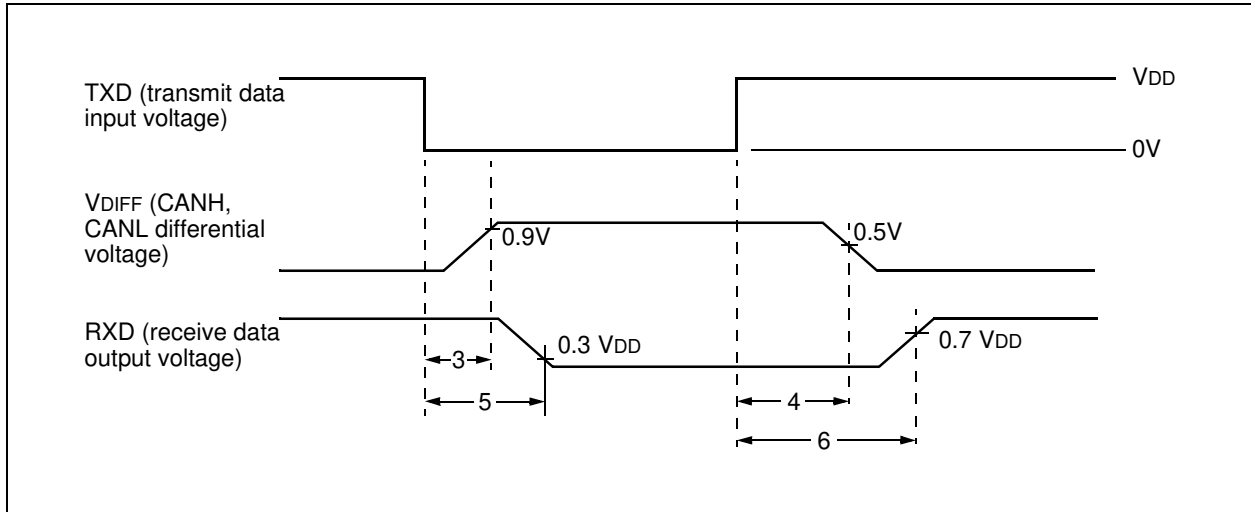 TXD (transmit data
input voltage)
VDD
0V
VDIFF (CANH,
CANL differential
voltage)
0.9V
0.5V
RXD (receive data
output voltage)
0.3 VDD
0.7 VDD
3
5
4
6